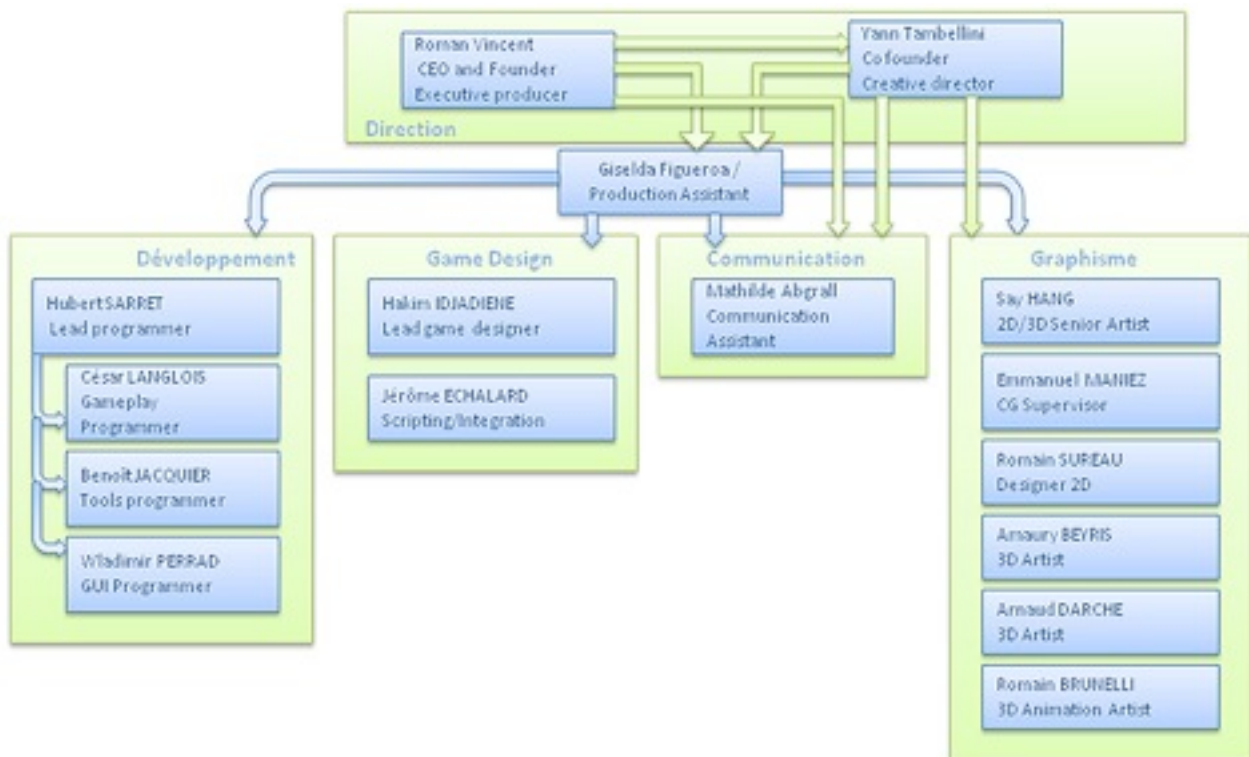 Roman Vincent
CEO and Founder
Executive producer
Yann Tambellini
Cofounder
Creative director
Direction
Giselda Figueroa /
Production Assistant
Développement
Hubert SARRET
Lead programmer
César LANGLOIS
Gameplay
Programmer
Benoît JACQUIER
Tools programmer
Wladimir PERRAD
GUI Programmer
Game Design
Hakim IDJADIENE
Lead game designer
Jérôme ECHALARD
Scripting/Integration
Communication
Mathilde Abgrall
Communication
Assistant
Graphisme
Say HANG
2D/3D Senior Artist
Emmanuel MANIEZ
CG Supervisor
Romain SUREAU
Designer 2D
Amaury BEYRIS
3D Artist
Arnaud DARCHE
3D Artist
Romain BRUNELLI
3D Animation Artist